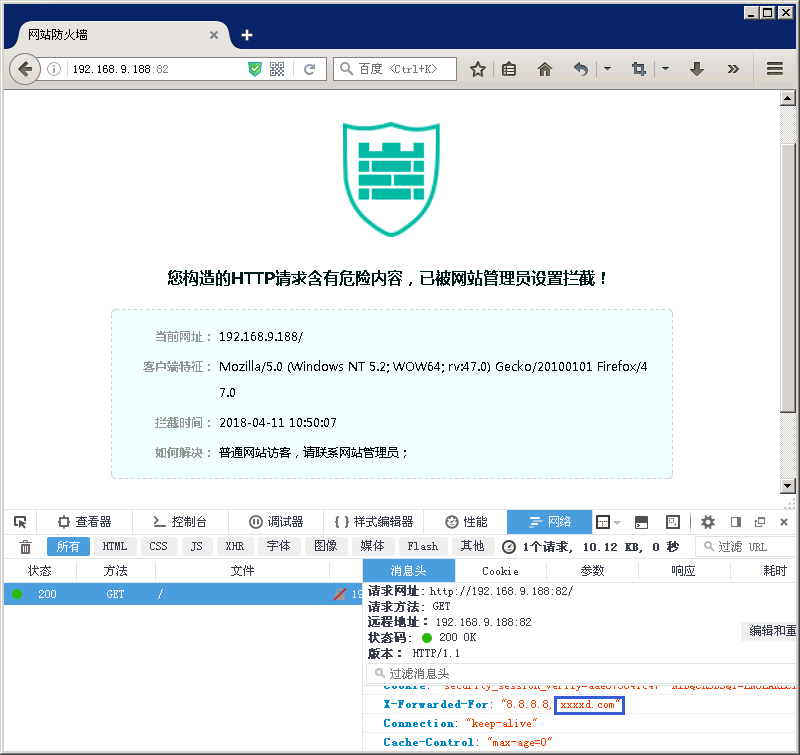 网站防火墙
192.168.9.188:82
百度 <Ctrl+K>
您构造的HTTP请求含有危险内容，已被网站管理员设置拦截！
当前网址： 192.168.9.188/
客户端特征： Mozilla/5.0 (Windows NT 5.2; WOW64; rv:47.0) Gecko/20100101 Firefox/4
7.0
拦截时间： 2018-04-11 10:50:07
如何解决： 普通网站访客，请联系网站管理员；
查看器 控制台 调试器 { } 样式编辑器 性能 网络
所有 HTML CSS JS XHR 字体 图像 媒体 Flash 其他 1个请求, 10.12 KB, 0 秒 过滤 URL
状态 方法 文件 消息头 Cookie 参数 响应 耗时
200 GET / 19
请求网址: http://192.168.9.188:82/
请求方法: GET
远程地址： 192.168.9.188:82
状态码: 200 OK
编辑和重
版本： HTTP/1.1
过滤消息头
X-Forwarded-For: "8.8.8.8, xxxxd.com"
Connection: "keep-alive"
Cache-Control: "max-age=0"